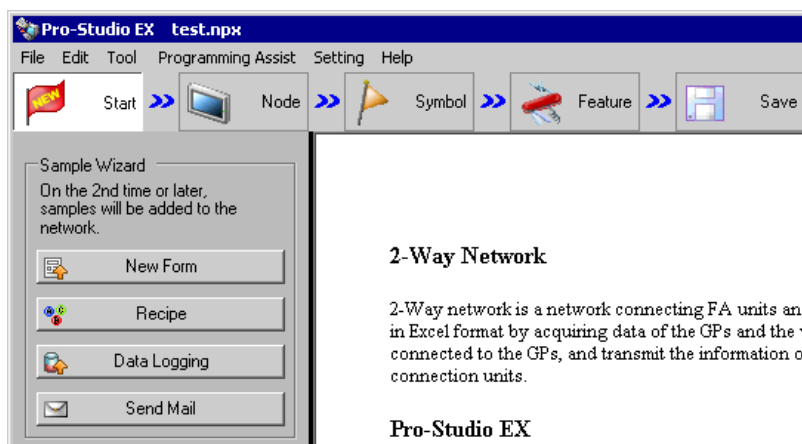 Pro-Studio EX test.npx
File Edit Tool Programming Assist Setting Help
NEW Start Node Symbol Feature Save
Sample Wizard
On the 2nd time or later,
samples will be added to the
network.
New Form
Recipe
Data Logging
Send Mail
2-Way Network
2-Way network is a network connecting FA units an
in Excel format by acquiring data of the GPs and the
connected to the GPs, and transmit the information o
connection units.
Pro-Studio EX